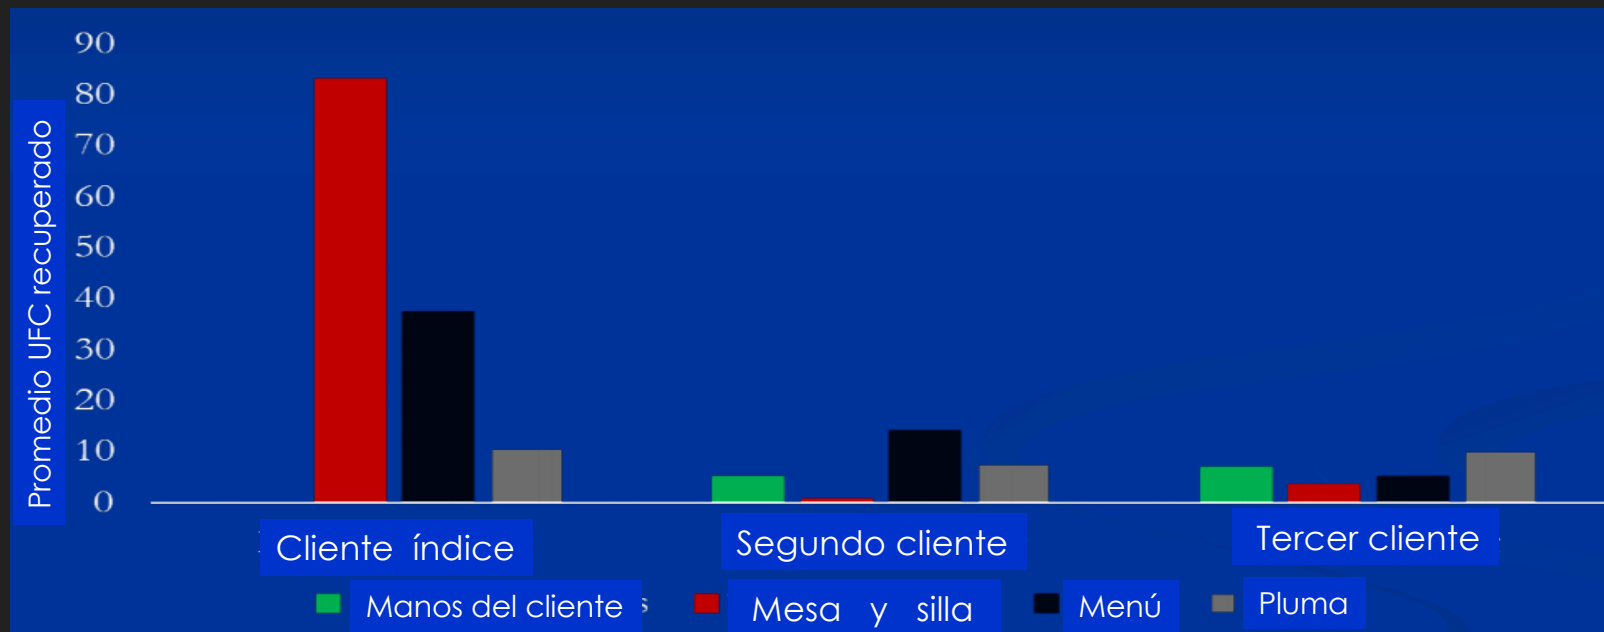 90
80
70
60
50
40
30
20
10
0
Promedio UFC recuperado
Cliente índice
Segundo cliente
Tercer cliente
Manos del cliente
Mesa y silla
Menú
Pluma